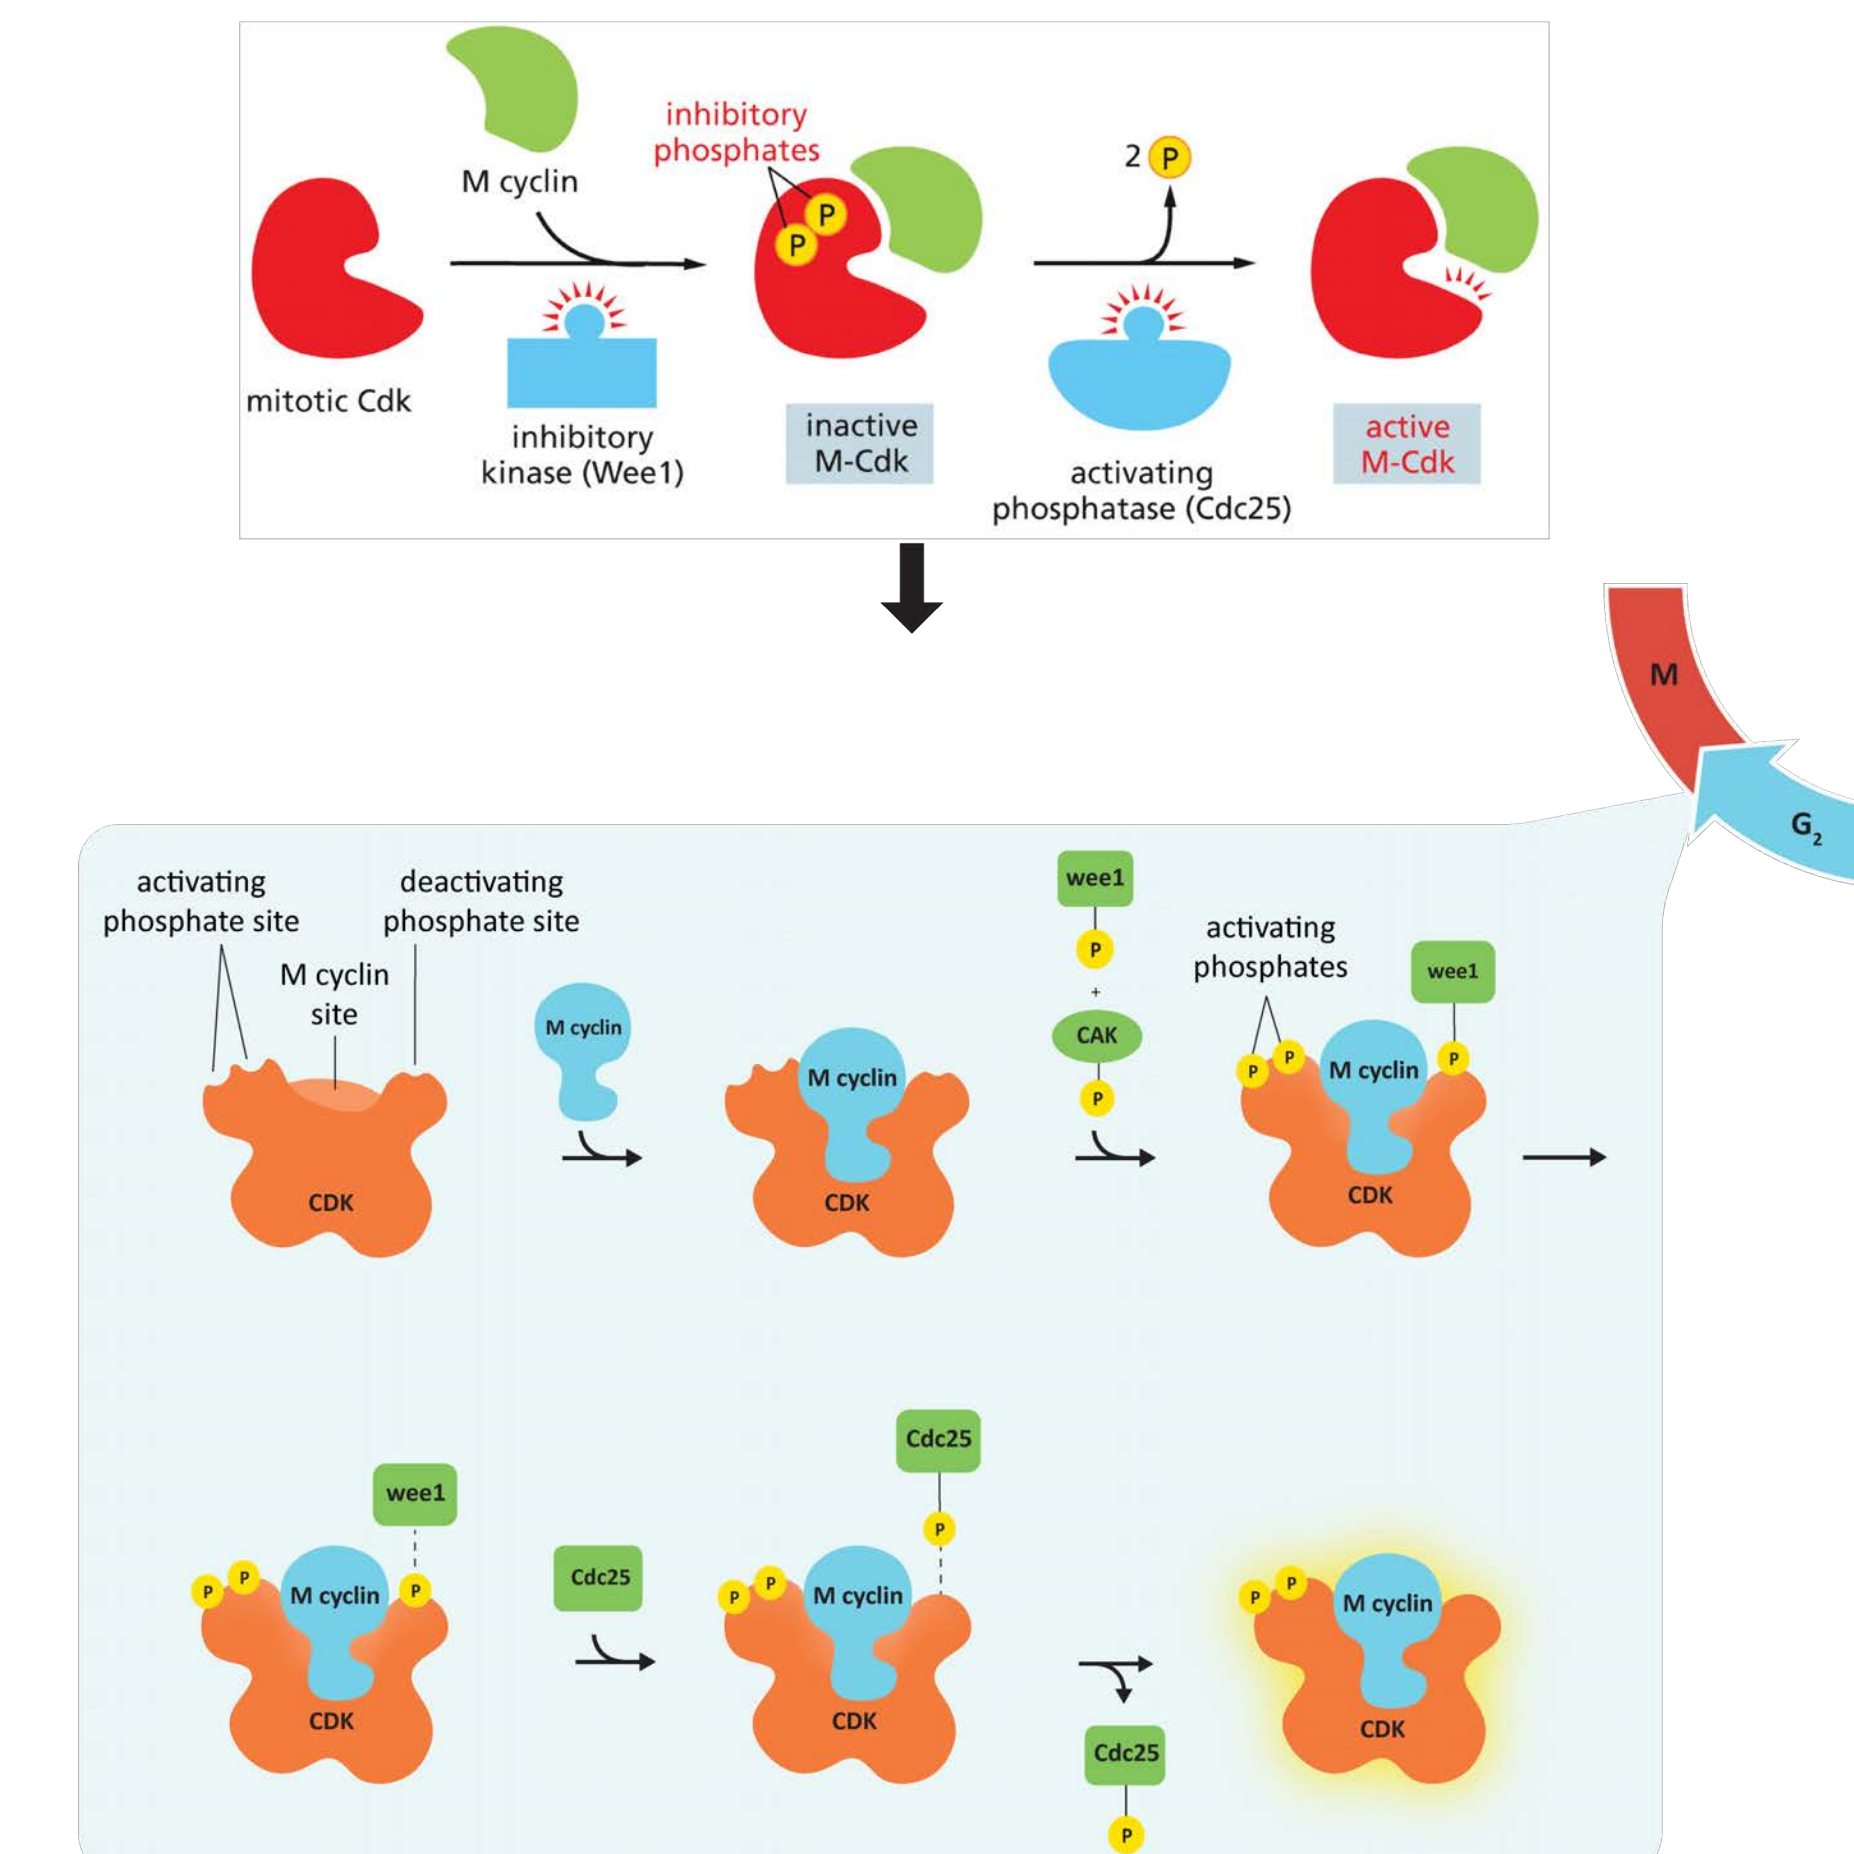 M cyclin
inhibitory
phosphates
2 P
P
P
mitotic Cdk
inhibitory
kinase (Wee1)
inactive
M-Cdk
activating
phosphatase (Cdc25)
active
M-Cdk
M
G2
activating
phosphate site
deactivating
phosphate site
M cyclin
site
CDK
M cyclin
M cyclin
CDK
wee1
P
+
CAK
P
activating
phosphates
wee1
P
P
P
M cyclin
CDK
wee1
P
P
P
M cyclin
CDK
Cdc25
Cdc25
P
P
P
M cyclin
CDK
Cdc25
P
P
P
M cyclin
CDK